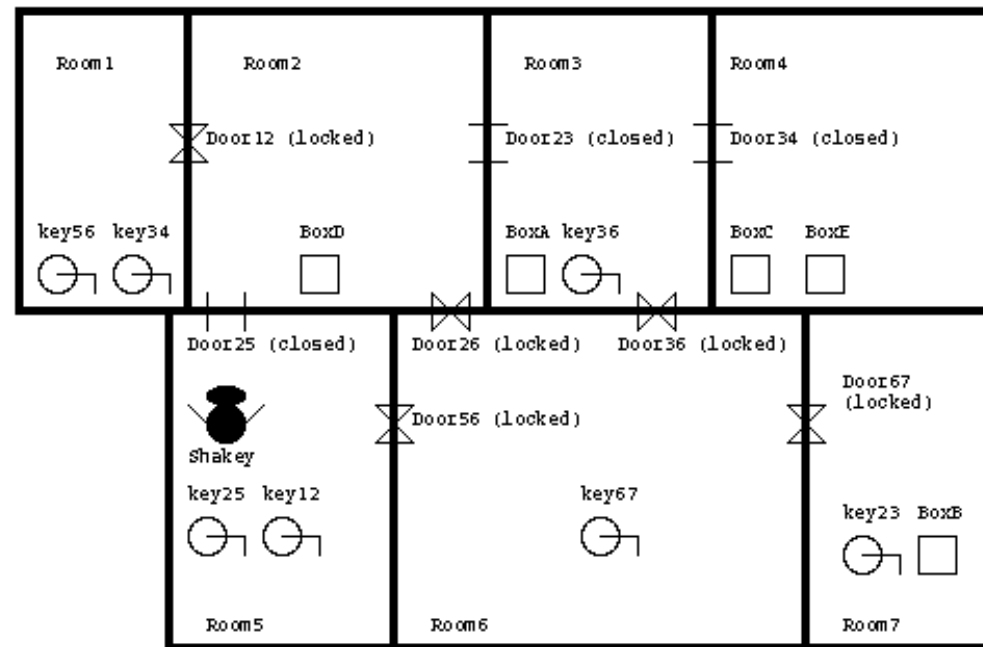 Room1
Room2
Room3
Room4
Door12 (locked)
Door23 (closed)
Door34 (closed)
key56 key34
BoxD
BoxA key36
BoxC BoxE
Door25 (closed)
Door26 (locked)
Door36 (locked)
Door67
(locked)
Door56 (locked)
Shakey
key25 key12
key67
key23 BoxB
Room5
Room6
Room7